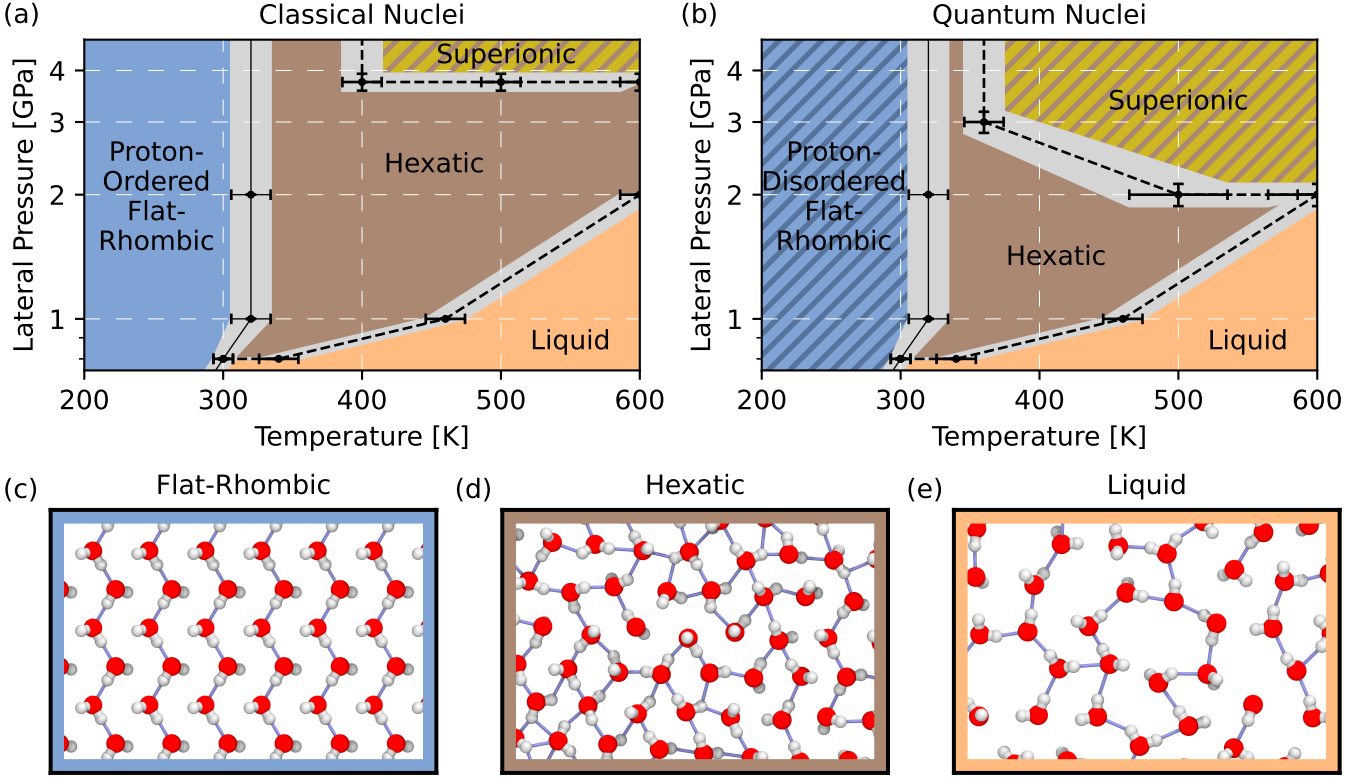 (a)
Classical Nuclei
Lateral Pressure [GPa]
4
3
2
1
Superionic
Proton-
Ordered
Flat-
Rhombic
Hexatic
Liquid
200
300
400
500
600
Temperature [K]
(b)
Quantum Nuclei
Lateral Pressure [GPa]
4
3
2
1
Superionic
Proton-
Disordered
Flat-
Rhombic
Hexatic
Liquid
200
300
400
500
600
Temperature [K]
(c)
Flat-Rhombic
(d)
Hexatic
(e)
Liquid